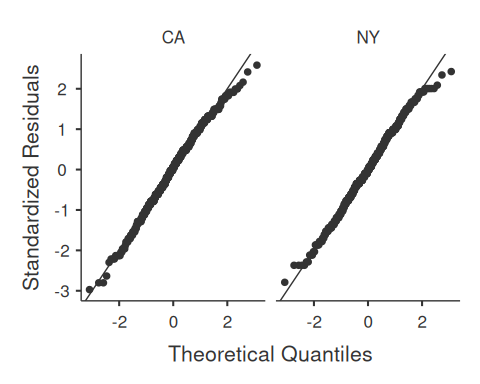 CA
NY
Standardized Residuals
2
1
0
-1
-2
-3
-2 0 2
-2 0 2
Theoretical Quantiles